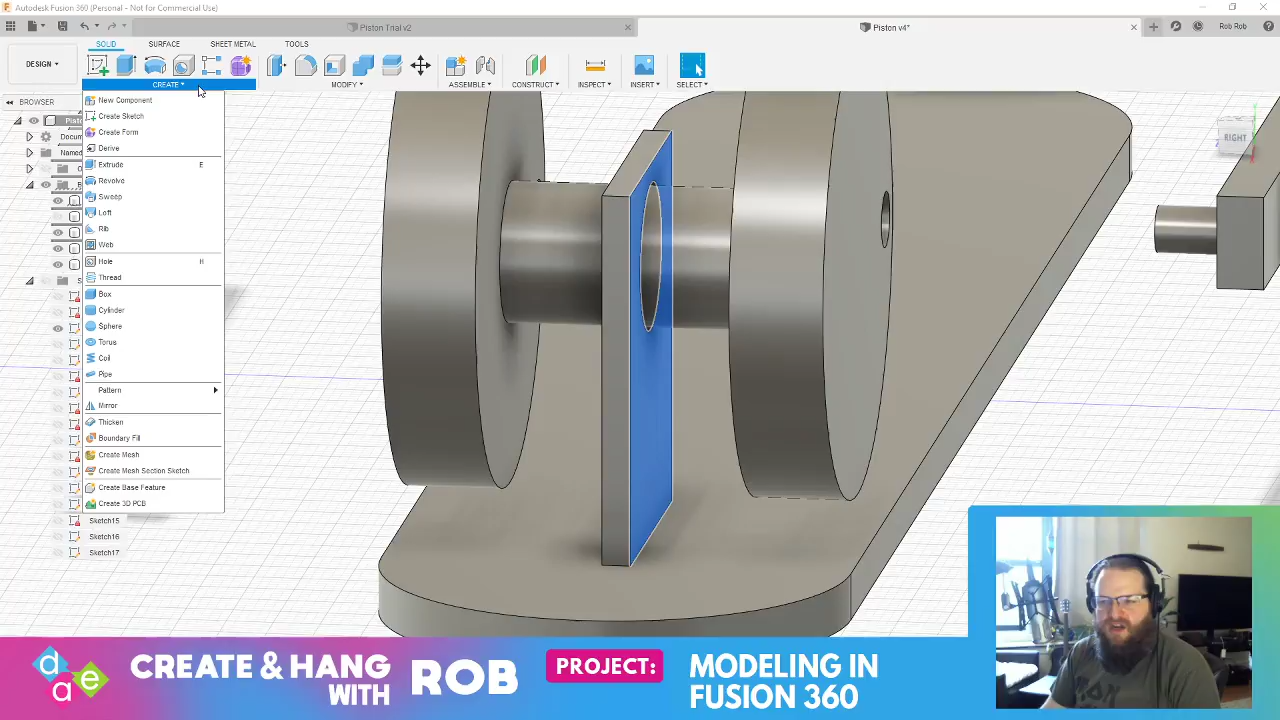 Autodesk Fusion 360 (Personal - Not for Commercial Use)
Piston Trial v2
Piston v4*
Rob Rob
SOLID
SURFACE
SHEET METAL
TOOLS
DESIGN
CREATE
MODIFY
ASSEMBLE
CONSTRUCT
INSPECT
INSERT
SELECT
BROWSER
Pisto
Docum
Named
New Component
Create Sketch
Create Form
Derive
Extrude E
Revolve
Sweep
Loft
Rib
Web
Hole H
Thread
Box
Cylinder
Sphere
Torus
Coil
Pipe
Pattern
Mirror
Thicken
Boundary Fill
Create Mesh
Create Mesh Section Sketch
Create Base Feature
Create 3D PCB
Sketch15
Sketch16
Sketch17
RIGHT
d
a e
CREATE & HANG
WITH
ROB
PROJECT:
MODELING IN
FUSION 360